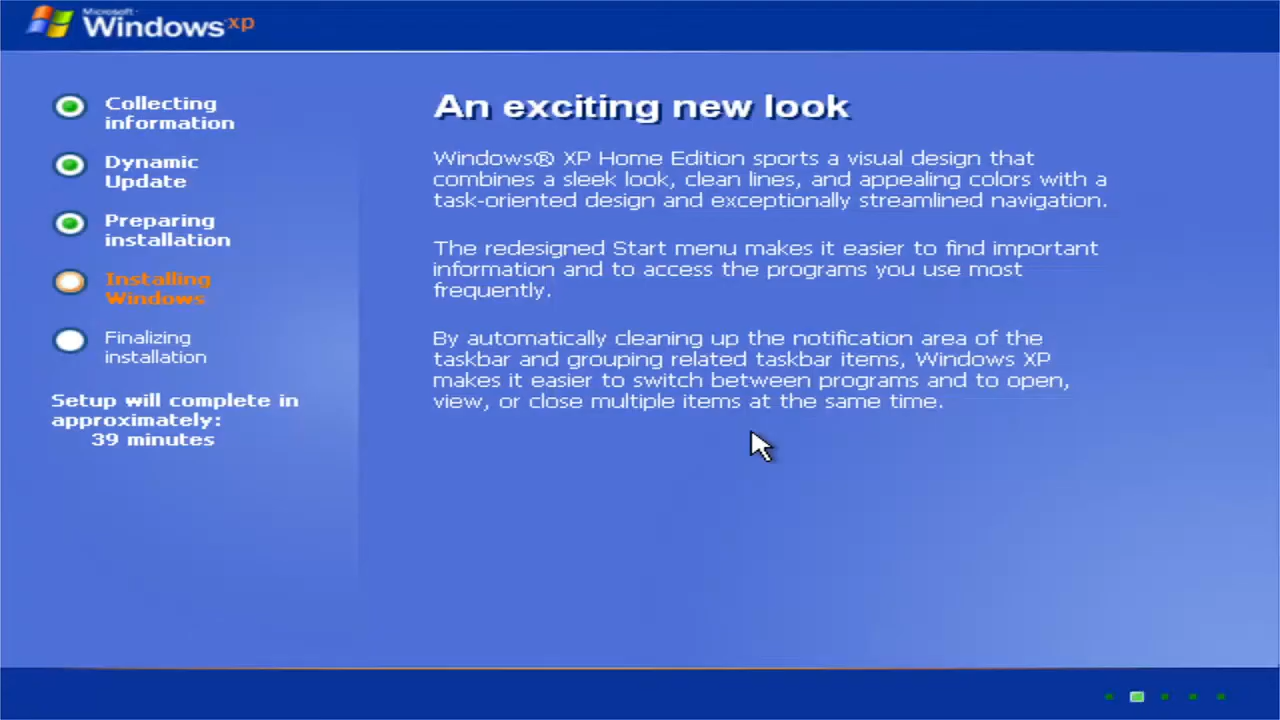 Microsoft
Windows xp
Collecting
information
Dynamic
Update
Preparing
installation
Installing
Windows
Finalizing
installation
Setup will complete in
approximately:
39 minutes
An exciting new look
Windows® XP Home Edition sports a visual design that
combines a sleek look, clean lines, and appealing colors with a
task-oriented design and exceptionally streamlined navigation.
The redesigned Start menu makes it easier to find important
information and to access the programs you use most
frequently.
By automatically cleaning up the notification area of the
taskbar and grouping related taskbar items, Windows XP
makes it easier to switch between programs and to open,
view, or close multiple items at the same time.